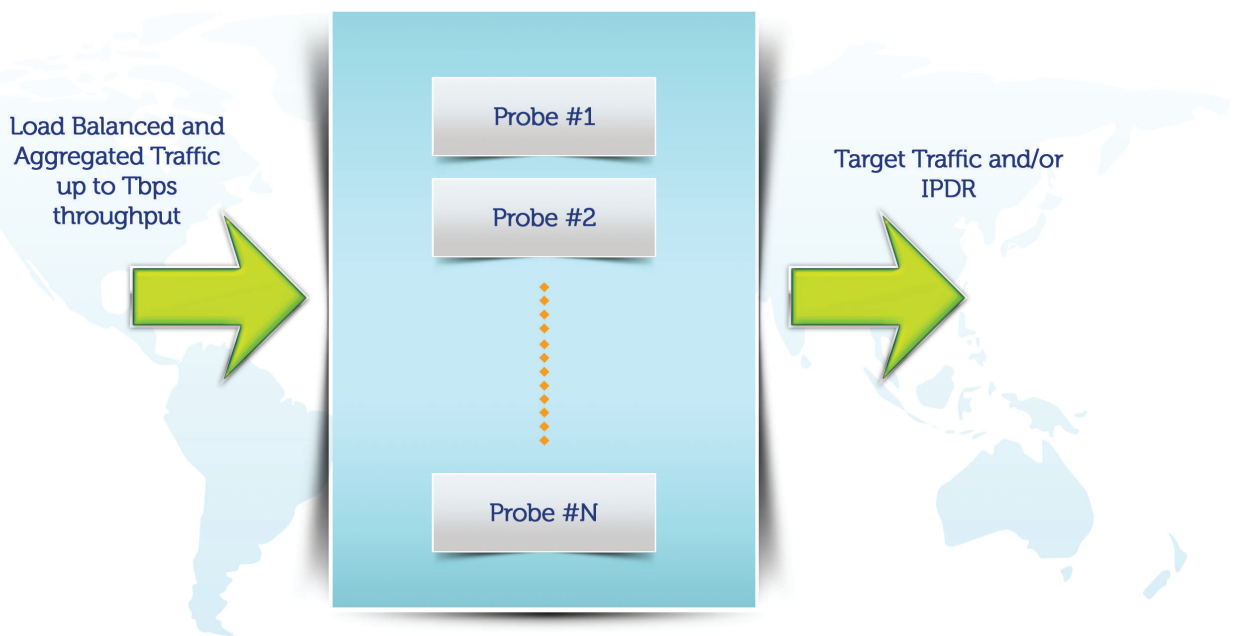 Load Balanced and
Aggregated Traffic
up to Tbps
throughput
Probe #1
Probe #2
Probe #N
Target Traffic and/or
IPDR